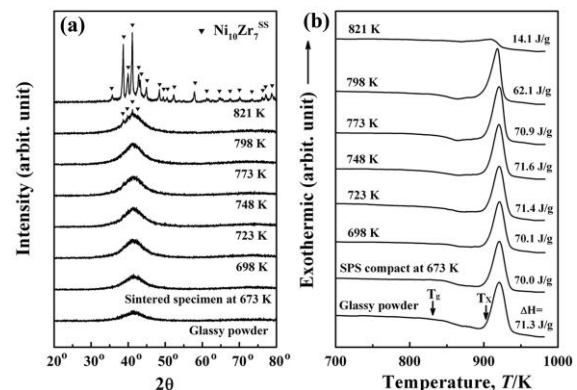 (a)
▼ Ni10Zr7SS
821 K
798 K
773 K
748 K
723 K
698 K
Sintered specimen at 673 K
Glassy powder
Intensity (arbit. unit)
10° 20° 30° 40° 50° 60° 70° 80°
2θ
(b)
821 K 14.1 J/g
798 K 62.1 J/g
773 K 70.9 J/g
748 K 71.6 J/g
723 K 71.4 J/g
698 K 70.1 J/g
SPS compact at 673 K 70.0 J/g
Tg Tx
Glassy powder ΔH=
71.3 J/g
Exothermic (arbit. unit)
700 800 900 1000
Temperature, T/K